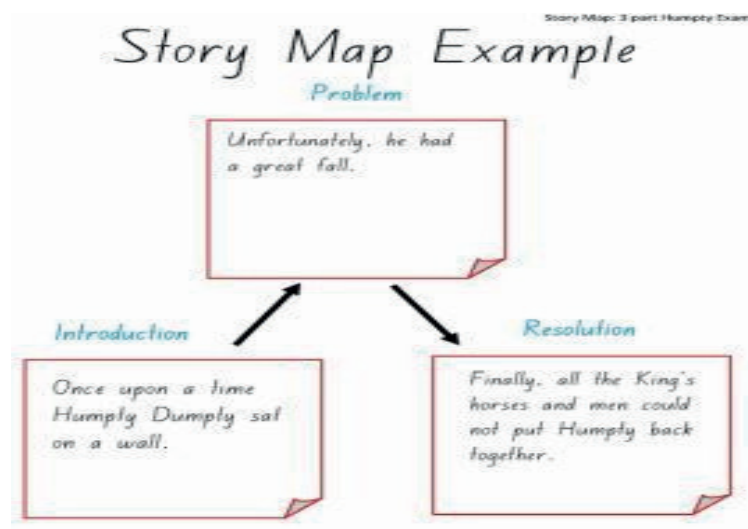 Story Map: 3 part Humpty Exam
Story Map Example
Problem
Unfortunately, he had
a great fall.
Introduction
Once upon a time
Humpty Dumpty sat
on a wall.
Resolution
Finally, all the King's
horses and men could
not put Humpty back
together.